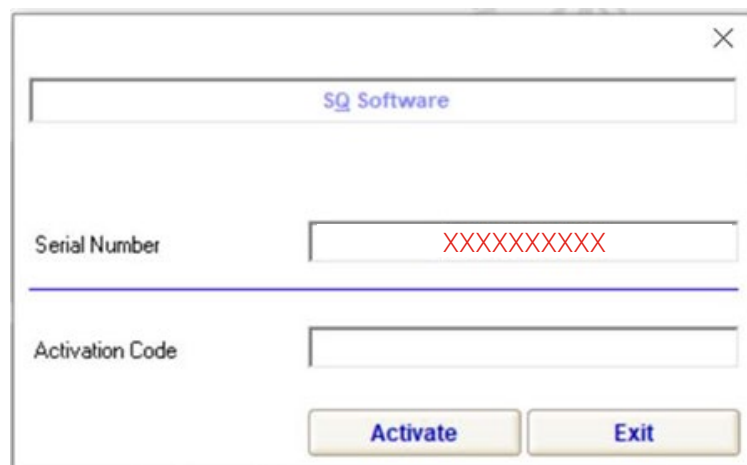 SQ Software
Serial Number XXXXXXXXXX
Activation Code
Activate Exit